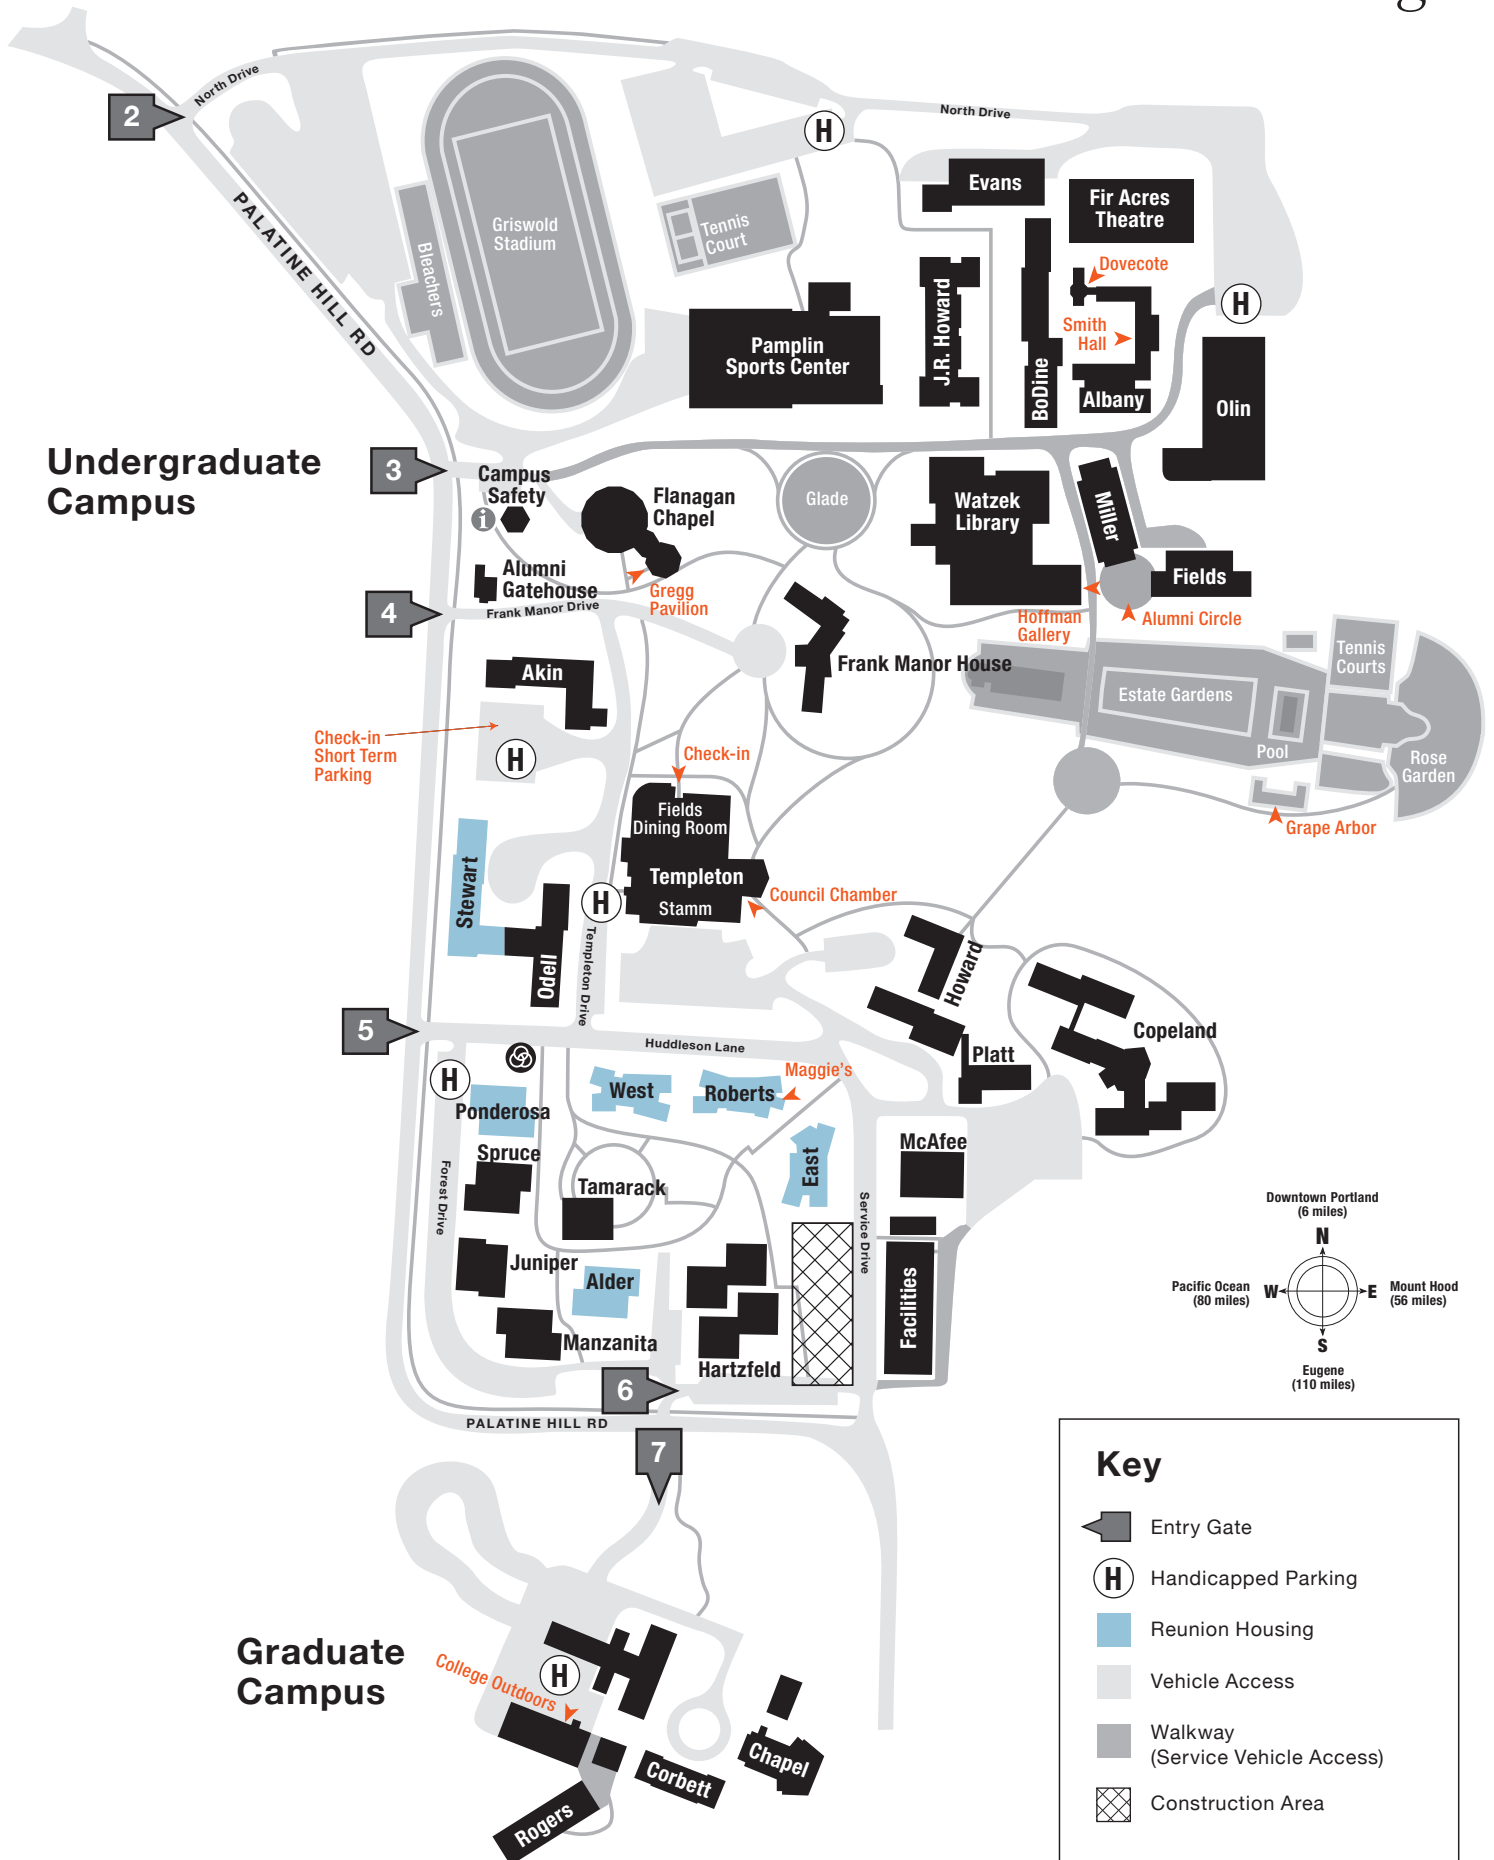 g
North Drive
2
PALATINE HILL RD
Bleachers
Griswold
Stadium
Tennis
Court
H
North Drive
Evans
Fir Acres
Theatre
Dovecote
Smith
Hall
H
Pamplin
Sports Center
J.R. Howard
BoDine
Albany
Olin
Undergraduate
Campus
3
Campus
Safety
i
Flanagan
Chapel
Glade
Watzek
Library
Miller
Fields
Alumni
Gatehouse
Gregg
Pavilion
4
Frank Manor Drive
Hoffman
Gallery
Alumni Circle
Akin
Frank Manor House
Tennis
Courts
Estate Gardens
Pool
Rose
Garden
Grape Arbor
Check-in
Short Term
Parking
H
Check-in
Fields
Dining Room
Templeton
Stamm
Council Chamber
Stewart
H
Odell
Templeton Drive
Howard
Copeland
Platt
5
Huddleson Lane
H
Ponderosa
West
Roberts
Maggie's
Spruce
East
McAfee
Forest Drive
Tamarack
Service Drive
Juniper
Alder
Facilities
Manzanita
Hartzfeld
6
PALATINE HILL RD
7
Downtown Portland
(6 miles)
N
Pacific Ocean
(80 miles)
W
E
Mount Hood
(56 miles)
S
Eugene
(110 miles)
Graduate
Campus
College Outdoors
H
Corbett
Chapel
Rogers
Key
Entry Gate
H
Handicapped Parking
Reunion Housing
Vehicle Access
Walkway
(Service Vehicle Access)
Construction Area